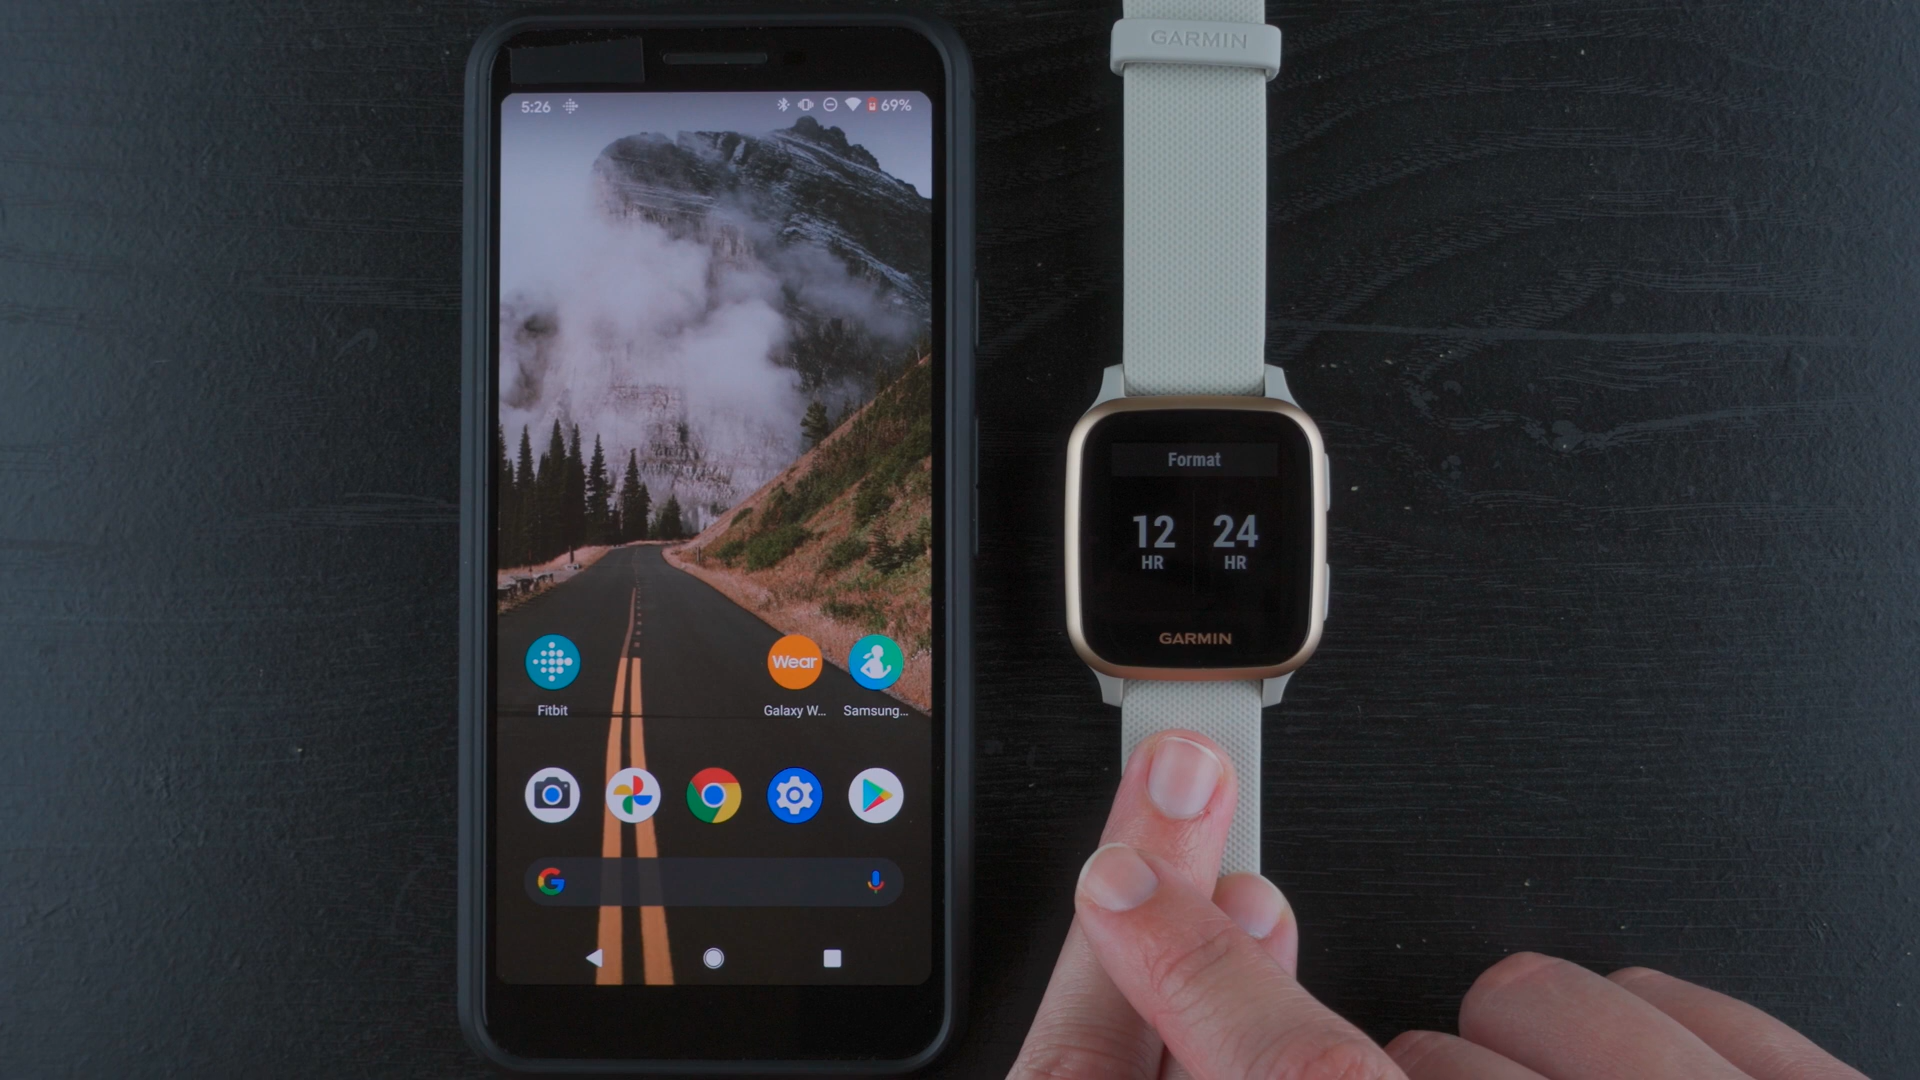 GARMIN
5:26
69%
Format
12 24
HR HR
GARMIN
Wear
Fitbit
Galaxy W...
Samsung...